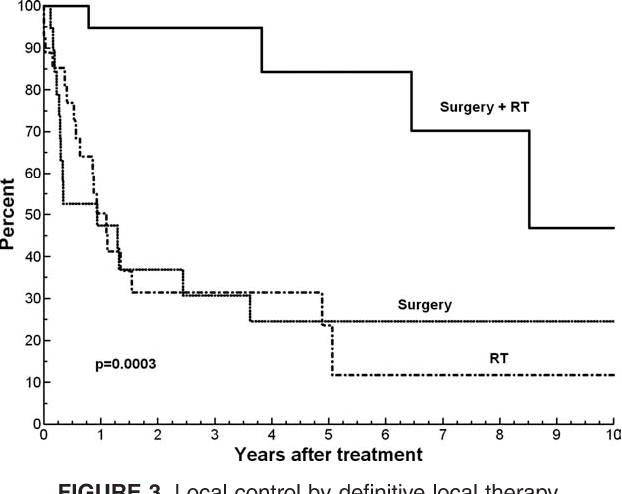 100
90
80
70
60
50
40
30
20
10
0
Percent
Surgery + RT
Surgery
RT
p=0.0003
0 1 2 3 4 5 6 7 8 9 10
Years after treatment
FIGURE 3. Local control by definitive local therapy